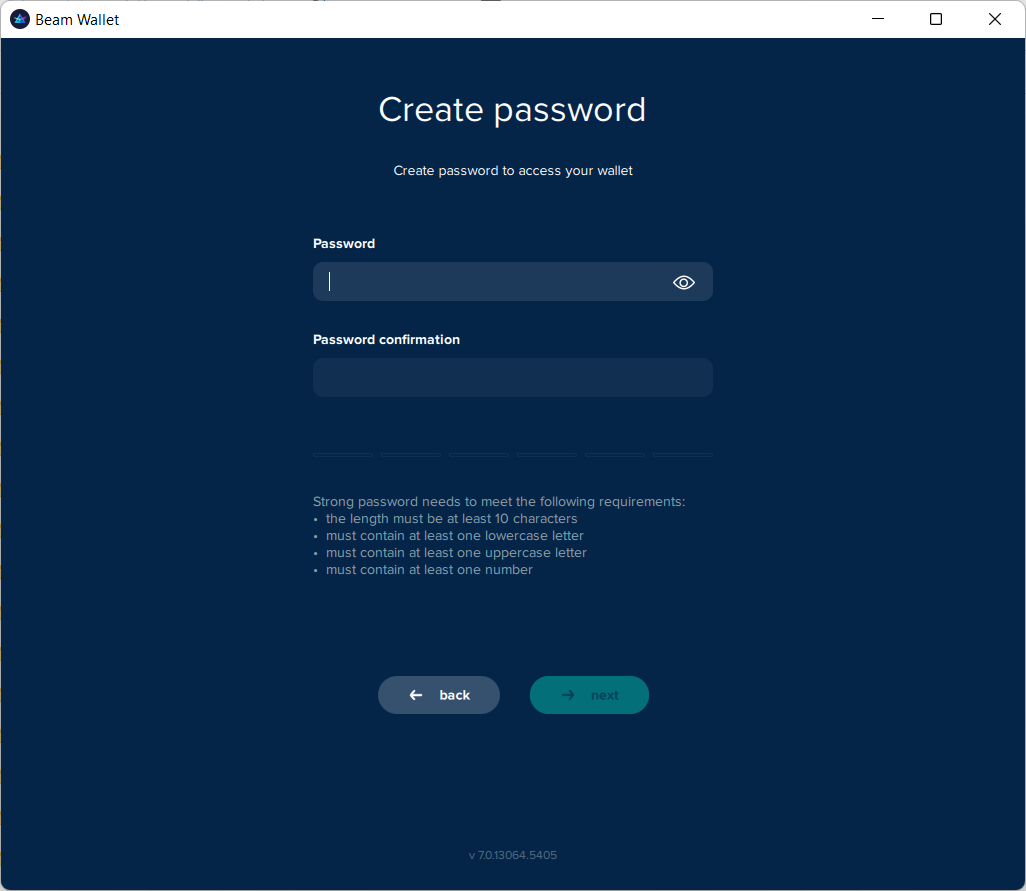 Beam Wallet
Create password
Create password to access your wallet
Password
Password confirmation
Strong password needs to meet the following requirements:
• the length must be at least 10 characters
• must contain at least one lowercase letter
• must contain at least one uppercase letter
• must contain at least one number
back
next
v 7.0.13064.5405